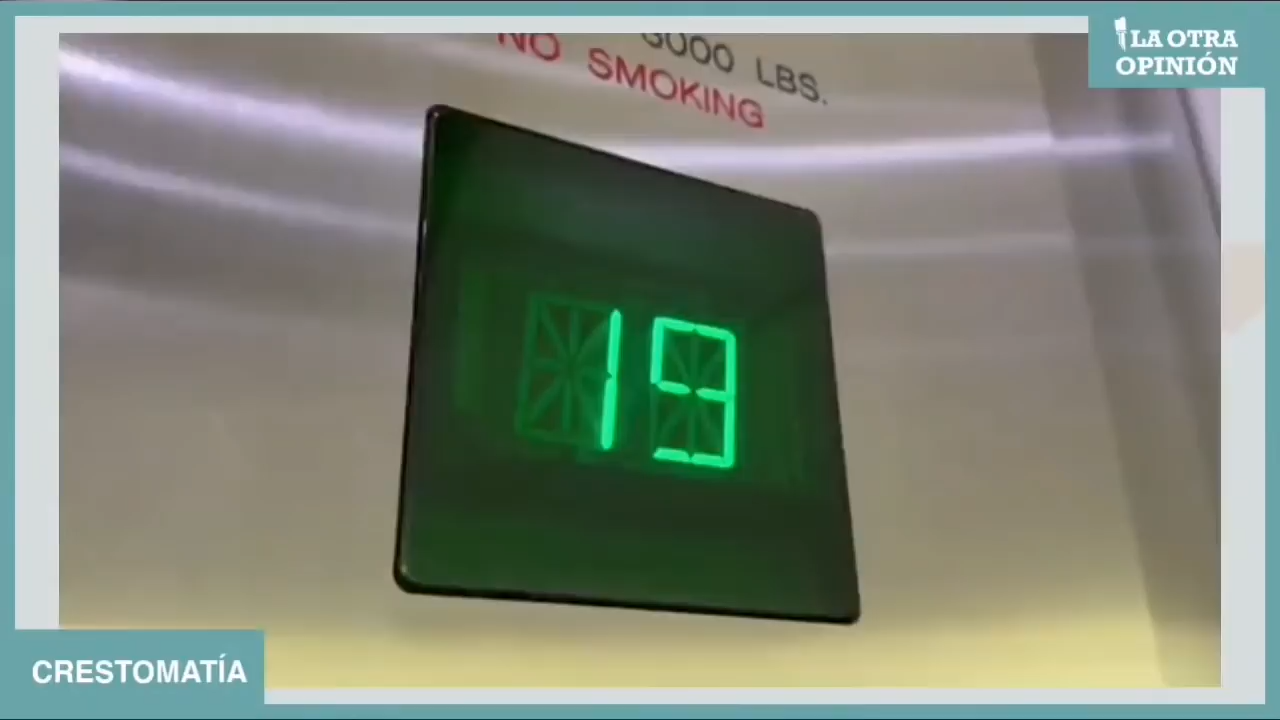 LA OTRA
OPINIÓN
3000 LBS.
NO SMOKING
19
CRESTOMATÍA